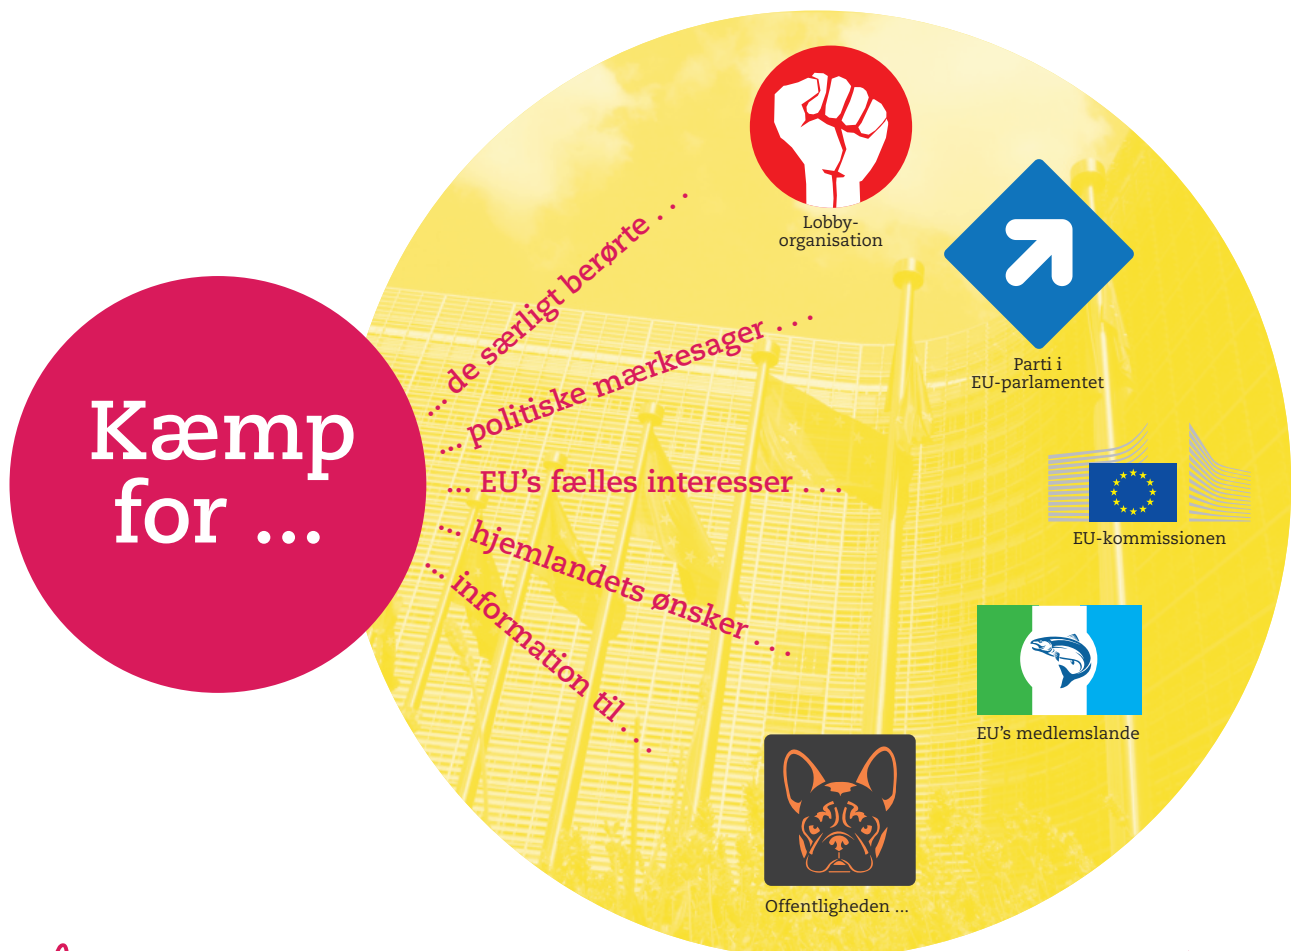 Kæmp
for ...
... de særligt berørte . . .
... politiske mærkesager . . .
... EU’s fælles interesser . . .
... hjemlandets ønsker . . .
... information til . . .
Lobby-
organisation
Parti i
EU-parlamentet
EU-kommissionen
EU’s medlemslande
Offentligheden ...